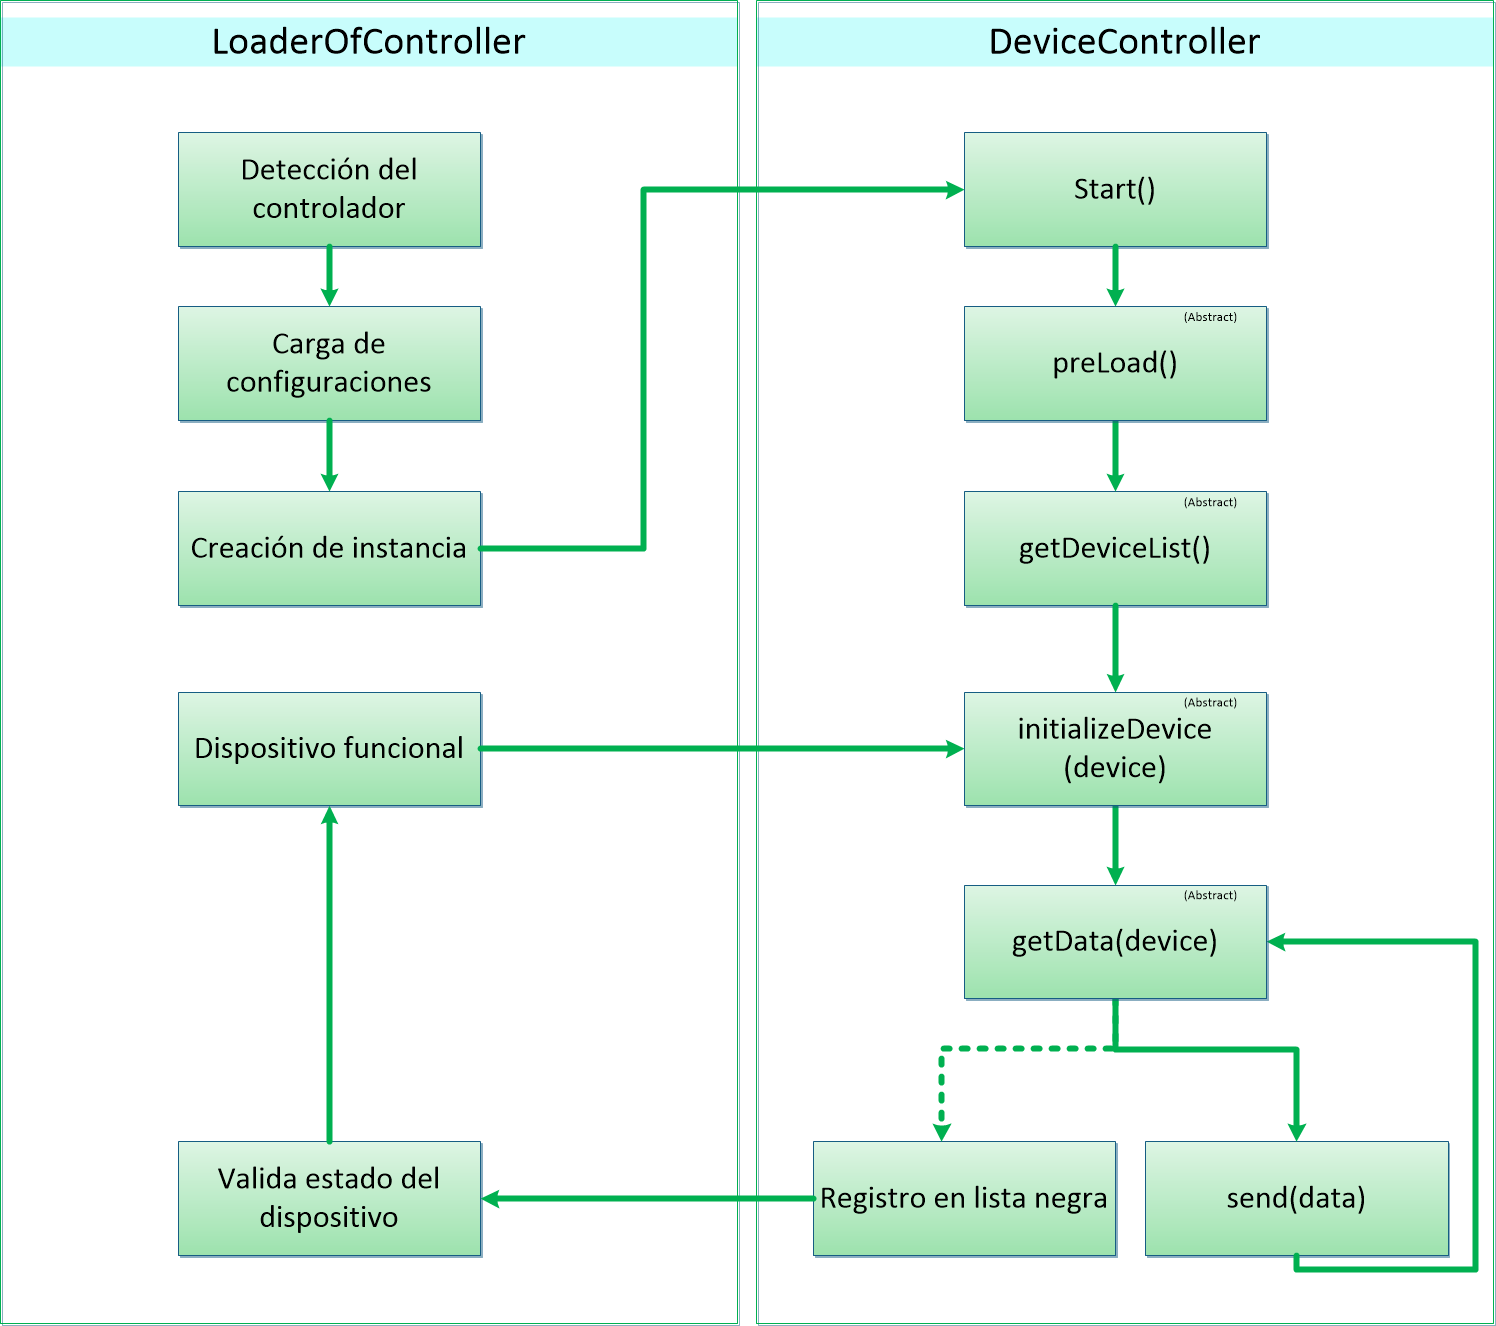 LoaderOfController
Detección del
controlador
Carga de
configuraciones
Creación de instancia
Dispositivo funcional
Valida estado del
dispositivo
DeviceController
Start()
(Abstract)
preLoad()
(Abstract)
getDeviceList()
(Abstract)
initializeDevice
(device)
(Abstract)
getData(device)
Registro en lista negra
send(data)